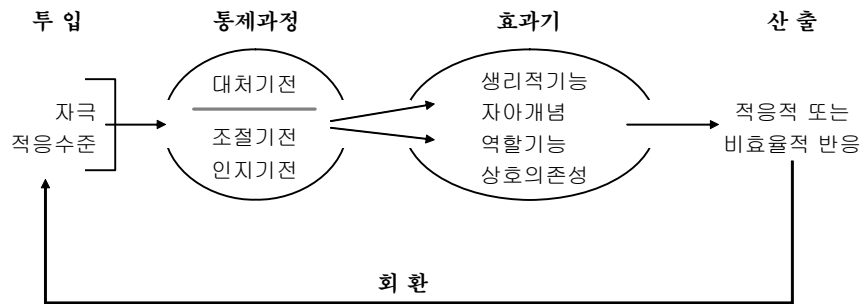 투 입
통제과정
효과기
산 출
자극
적응수준
대처기전
조절기전
인지기전
생리적기능
자아개념
역할기능
상호의존성
적응적 또는
비효율적 반응
회 환